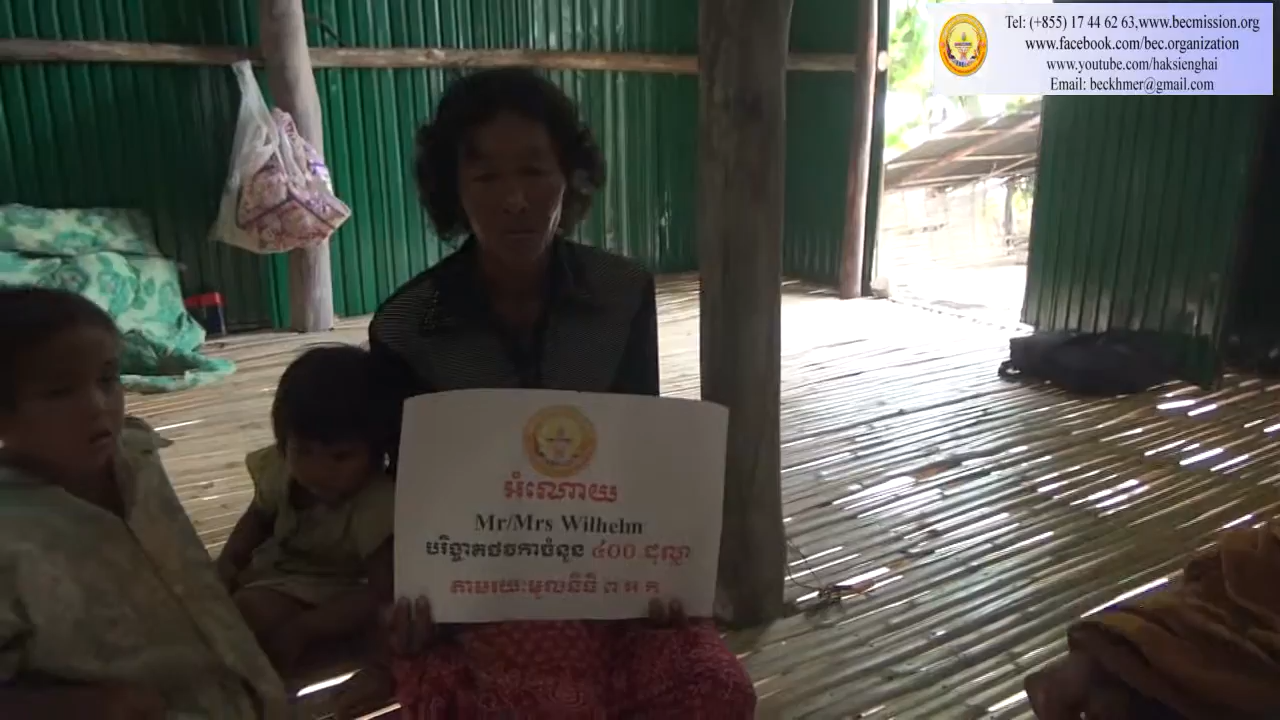 Tel: (+855) 17 44 62 63,www.becmission.org
www.facebook.com/bec.organization
www.youtube.com/haksienghai
Email: beckhmer@gmail.com
អំណោយ
Mr/Mrs Wilhelm
បរិច្ចាគថវិកាចំនួន ៤០០ ដុល្លា
តាមរយៈមូលនិធិ ព អ ក